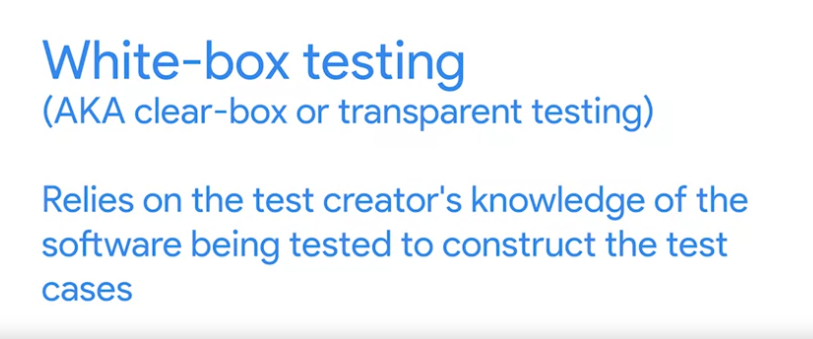 White-box testing
(AKA clear-box or transparent testing)
Relies on the test creator's knowledge of the
software being tested to construct the test
cases